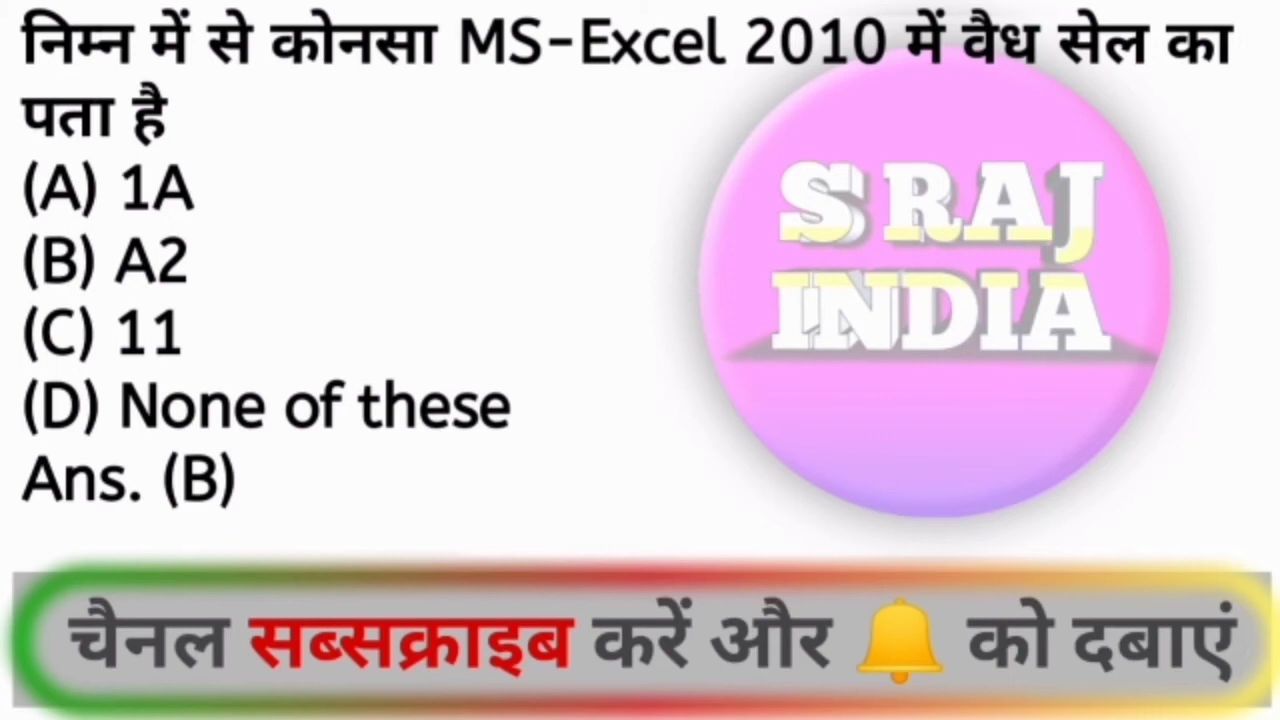 निम्न में से कोनसा MS-Excel 2010 में वैध सेल का
पता है
(A) 1A
(B) A2
(C) 11
(D) None of these
Ans. (B)
S RAJ
INDIA
चैनल सब्सक्राइब करें और 🔔 को दबाएं